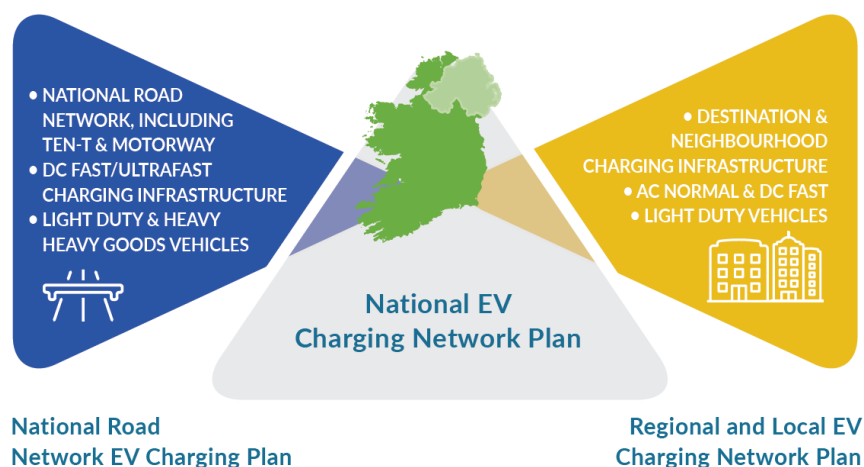 • NATIONAL ROAD
NETWORK, INCLUDING
TEN-T & MOTORWAY
• DC FAST/ULTRAFAST
CHARGING INFRASTRUCTURE
• LIGHT DUTY & HEAVY
HEAVY GOODS VEHICLES
• DESTINATION &
NEIGHBOURHOOD
CHARGING INFRASTRUCTURE
• AC NORMAL & DC FAST
• LIGHT DUTY VEHICLES
National EV
Charging Network Plan
National Road
Network EV Charging Plan
Regional and Local EV
Charging Network Plan